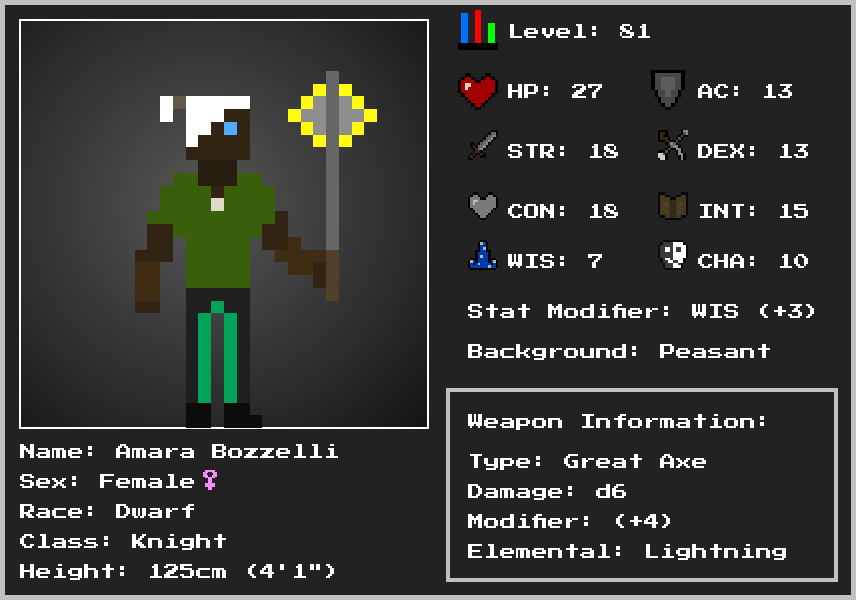 Level: 81
HP: 27
AC: 13
STR: 18
DEX: 13
CON: 18
INT: 15
WIS: 7
CHA: 10
Stat Modifier: WIS (+3)
Background: Peasant
Weapon Information:
Type: Great Axe
Damage: d6
Modifier: (+4)
Elemental: Lightning
Name: Amara Bozzelli
Sex: Female♀
Race: Dwarf
Class: Knight
Height: 125cm (4'1")